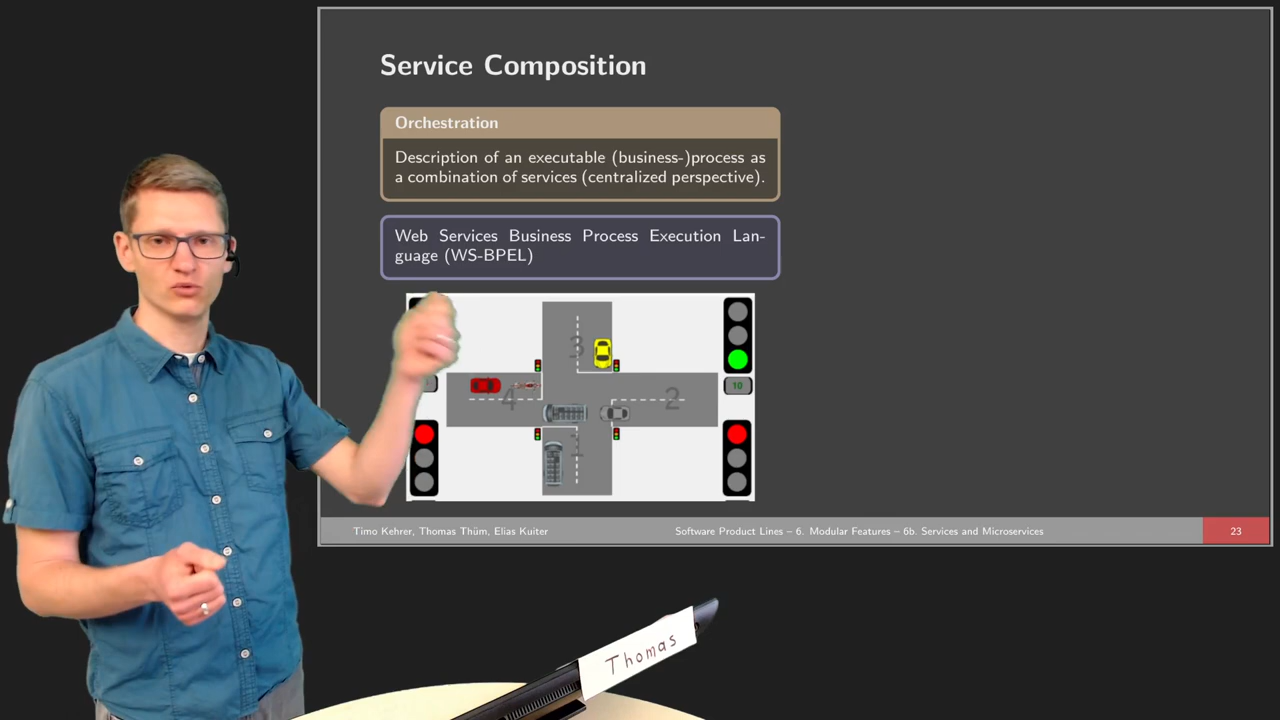 Service Composition
Orchestration
Description of an executable (business-)process as
a combination of services (centralized perspective).
Web Services Business Process Execution Lan-
guage (WS-BPEL)
3
4
2
1
10
Timo Kehrer, Thomas Thüm, Elias Kuiter
Software Product Lines – 6. Modular Features – 6b. Services and Microservices
23
Thomas